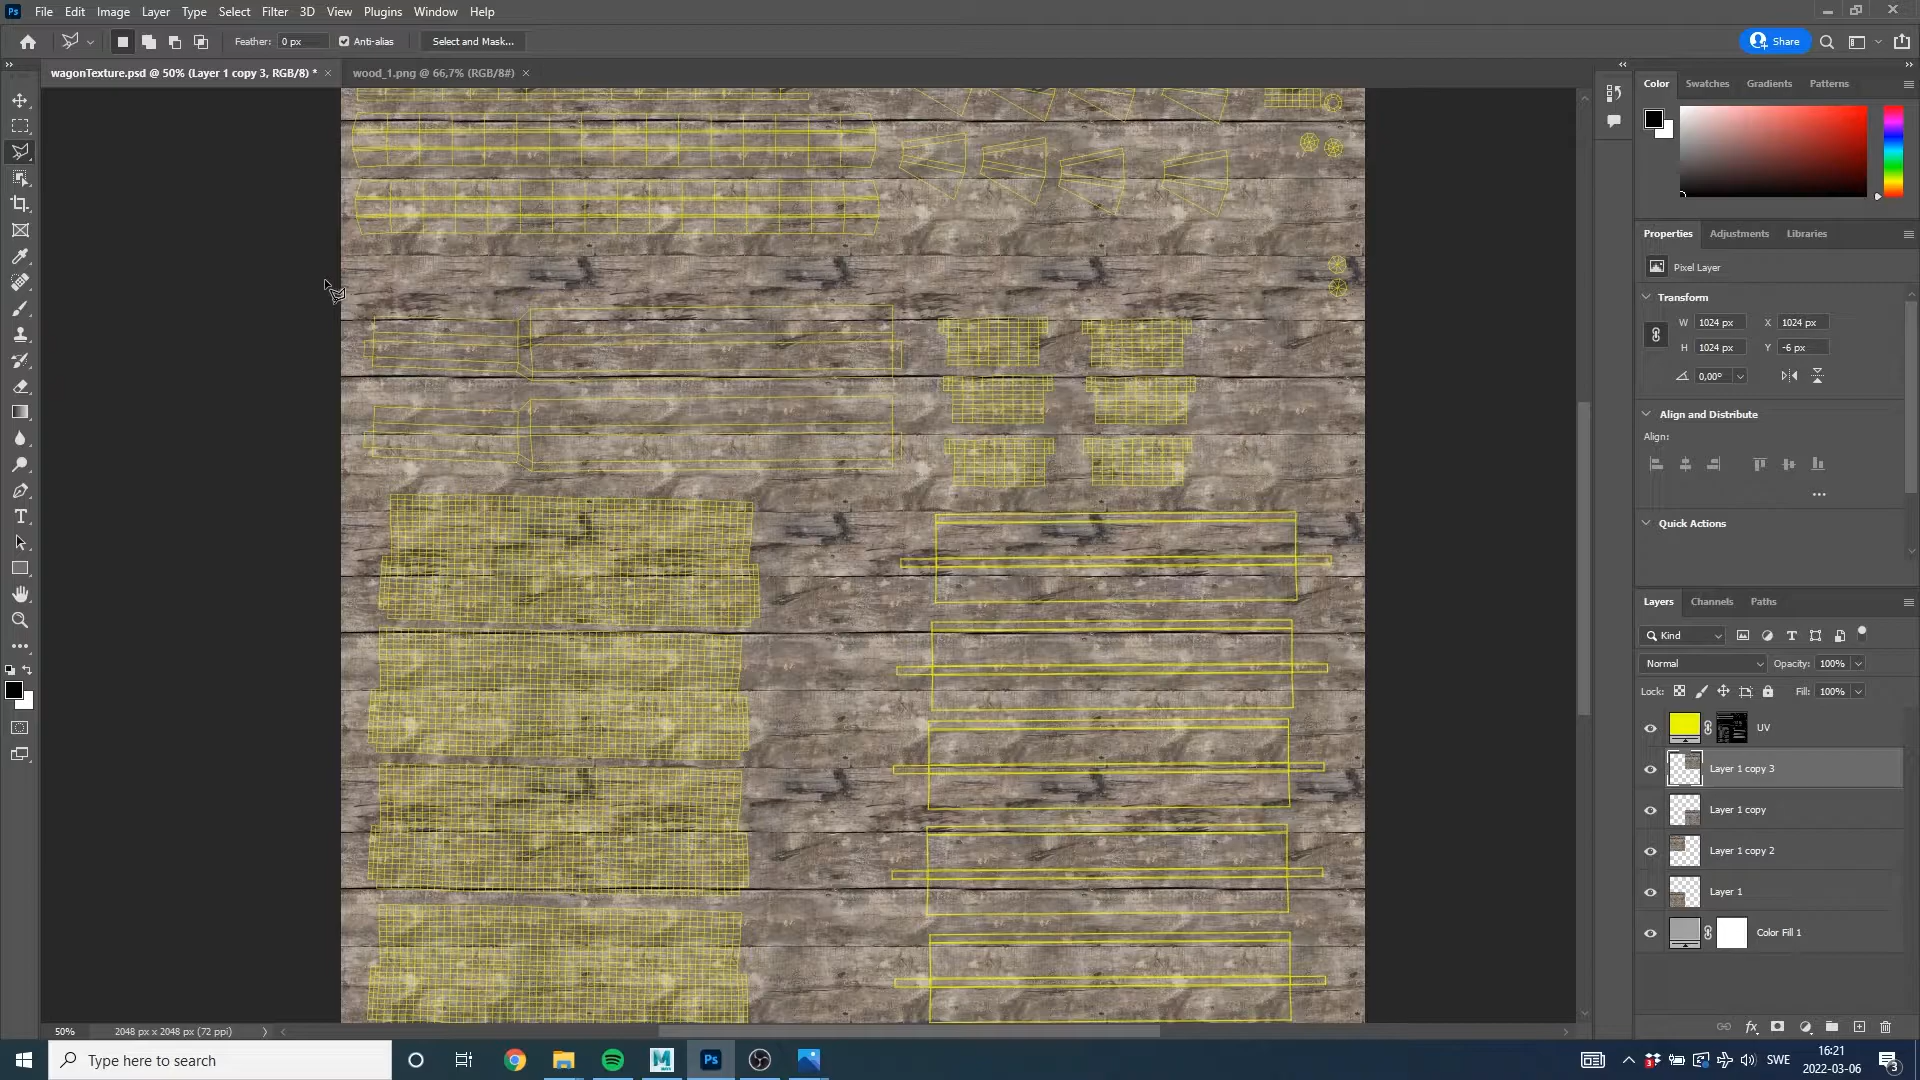 Ps File Edit Image Layer Type Select Filter 3D View Plugins Window Help
Feather: 0 px Anti-alias Select and Mask... Share
wagonTexture.psd @ 50% (Layer 1 copy 3, RGB/8) * × wood_1.png @ 66,7% (RGB/8#) ×
Color Swatches Gradients Patterns
Properties Adjustments Libraries
Pixel Layer
Transform
W 1024 px X 1024 px
H 1024 px Y -6 px
0,00°
Align and Distribute
Align:
Quick Actions
Layers Channels Paths
Kind
Normal Opacity: 100%
Lock: Fill: 100%
UV
Layer 1 copy 3
Layer 1 copy
Layer 1 copy 2
Layer 1
Color Fill 1
fx
50% 2048 px x 2048 px (72 ppi)
Type here to search
M
Ps
SWE
16:21
2022-03-06
3